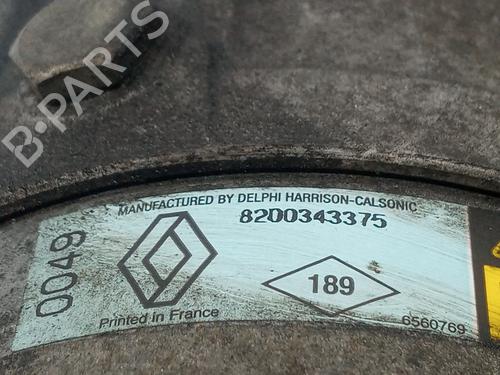 B-PARTS
MANUFACTURED BY DELPHI HARRISON-CALSONIC
8200343375
0049
189
Printed in France
6560769